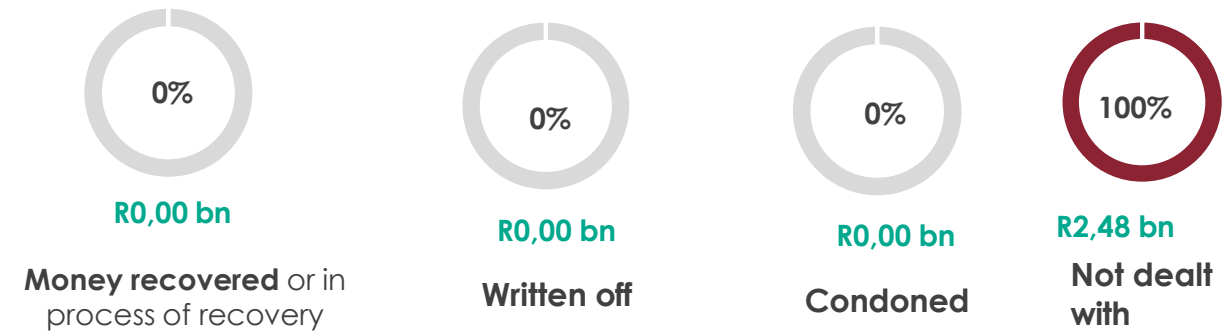 0%
R0,00 bn
Money recovered or in
process of recovery
0%
R0,00 bn
Written off
0%
R0,00 bn
Condoned
100%
R2,48 bn
Not dealt
with